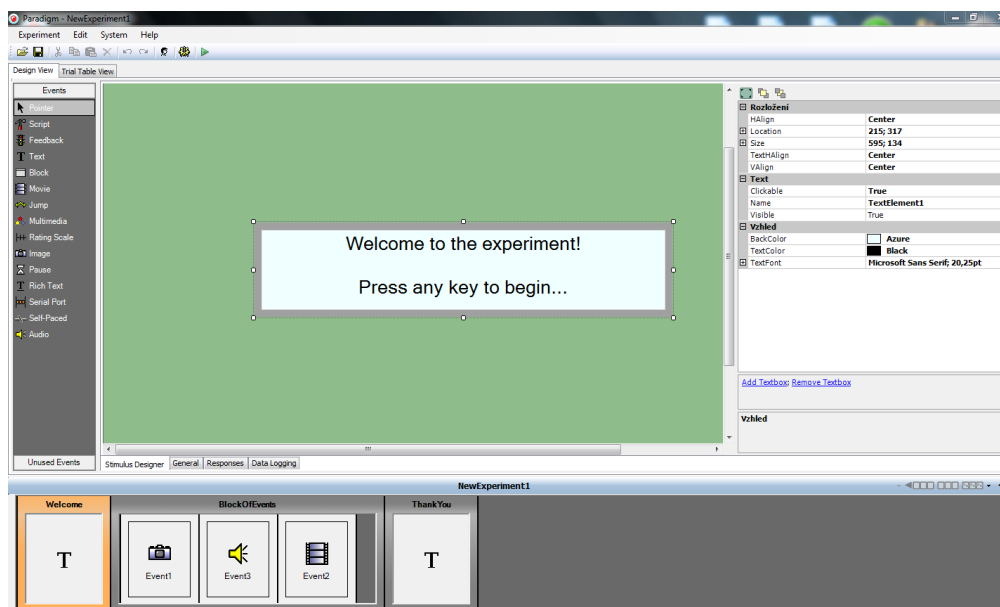 Paradigm - NewExperiment1
Experiment Edit System Help
Design View Trial Table View
Events
Pointer
Script
Feedback
Text
Block
Movie
Jump
Multimedia
Rating Scale
Image
Pause
Rich Text
Serial Port
Self-Paced
Audio
Unused Events
Welcome to the experiment!
Press any key to begin...
Stimulus Designer General Responses Data Logging
Rozložení
HAlign Center
Location 215; 317
Size 595; 134
TextHAlign Center
VAlign Center
Text
Clickable True
Name TextElement1
Visible True
Vzhled
BackColor Azure
TextColor Black
TextFont Microsoft Sans Serif; 20,25pt
Add Textbox; Remove Textbox
Vzhled
NewExperiment1
Welcome BlockOfEvents ThankYou
T T
Event1 Event3 Event2